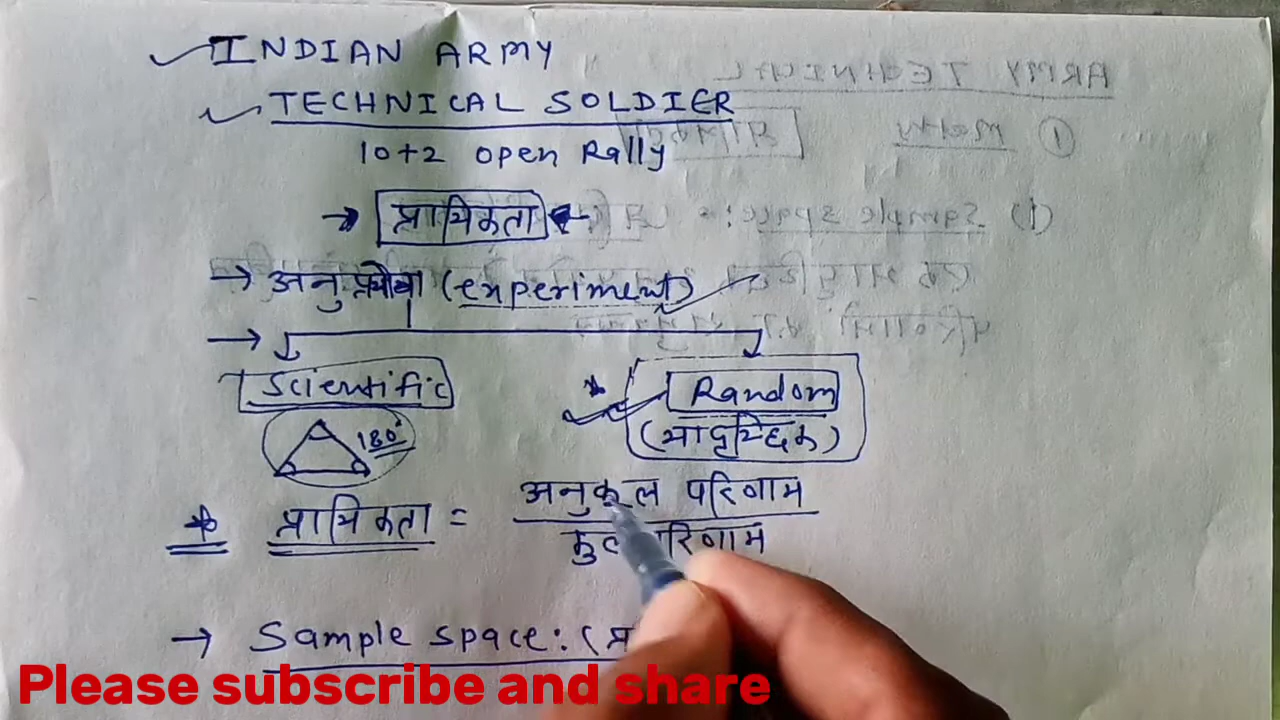 INDIAN ARMY
TECHNICAL SOLDIER
10+2 open Rally
→ प्रायिकता ←
→ अनुप्रयोग (experiment)
→
Scientific
Random
180°
(यादृच्छिक)
प्रायिकता = अनुकूल परिणाम
कुल परिणाम
→ Sample space: (प्र
Please subscribe and share